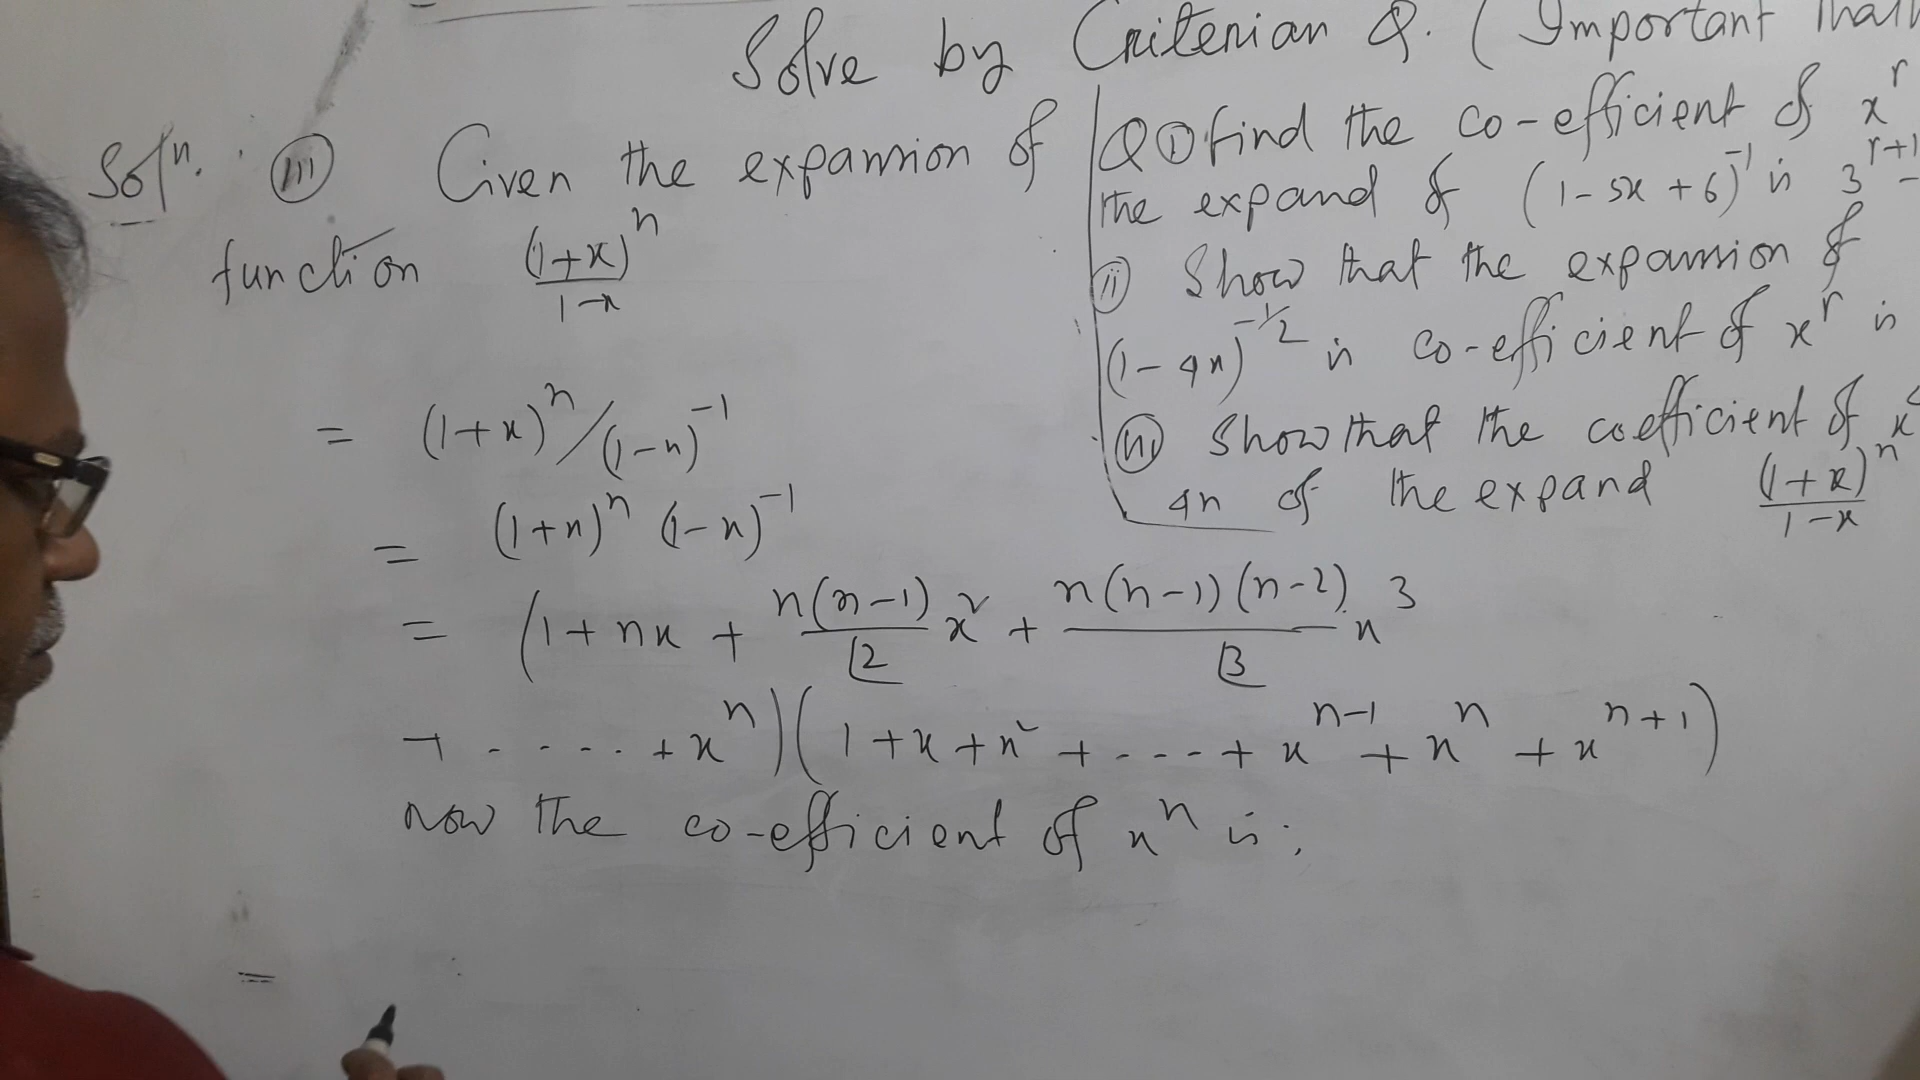 Solve by Criterian Q. (Important
Q ① find the co-efficient of x^r
the expand of (1-5x+6)^-1 is 3^r+1 -
ⅱ Show that the expansion of
(1-4x)^-1/2 is co-efficient of x^r is
ⅲ Show that the coefficient of x
4n of the expand (1+x)^n/1-x
Sol^n. ⅲ Given the expansion of
function (1+x)^n/1-x
= (1+x)^n/(1-x)^-1
= (1+x)^n (1-x)^-1
= (1+nx + n(n-1)/⌊2 x^2 + n(n-1)(n-2)/⌊3 x^3
+ ..... + x^n)(1+x+x^2+----+x^n-1+x^n+x^n+1)
Now the co-efficient of x^n is;
=